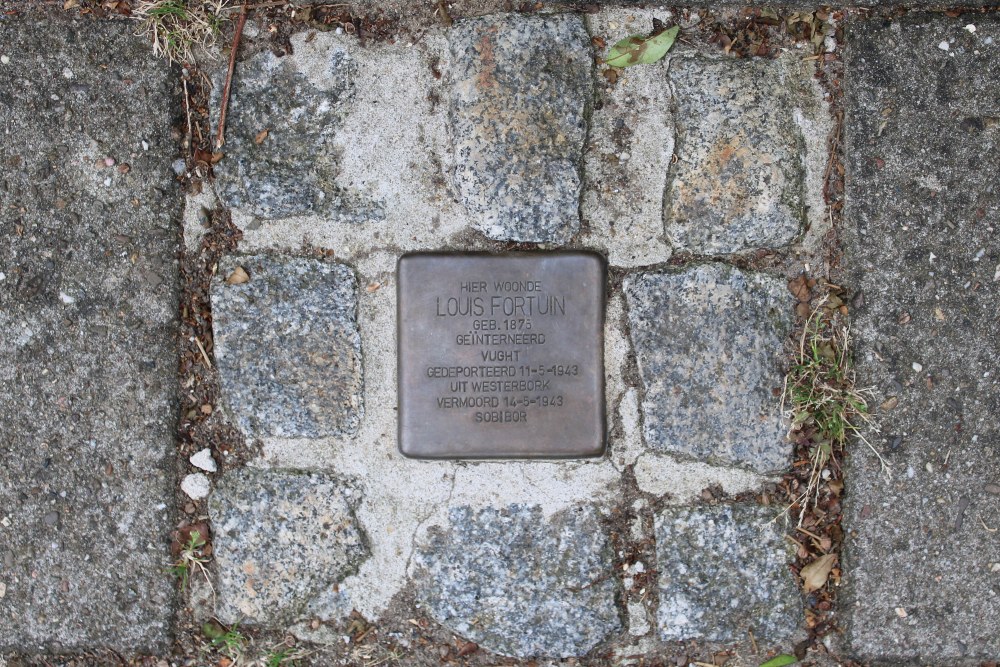 HIER WOONDE
LOUIS FORTUIN
GEB. 1875
GEÏNTERNEERD
VUGHT
GEDEPORTEERD 11-5-1943
UIT WESTERBORK
VERMOORD 14-5-1943
SOBIBOR